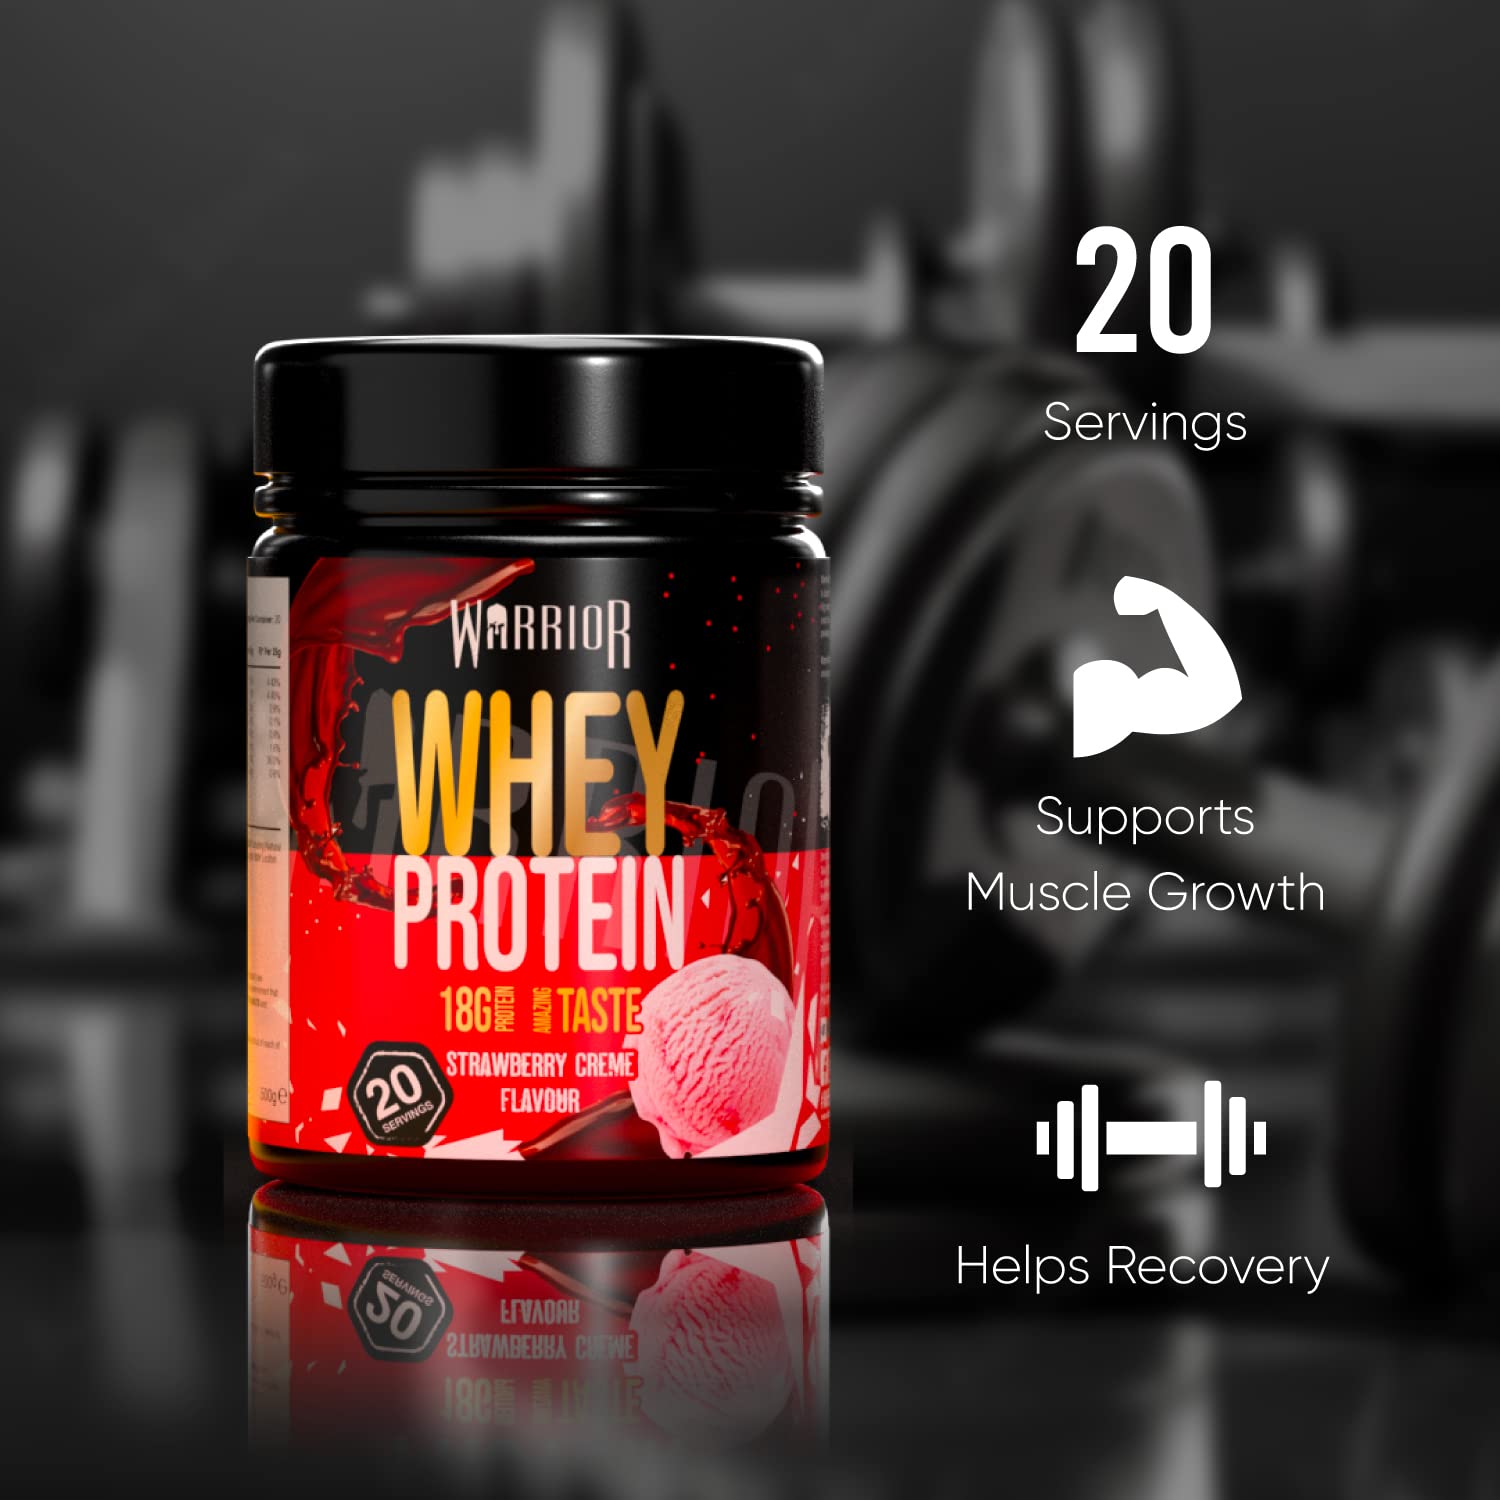 20
Servings
Supports
Muscle Growth
Helps Recovery
WARRIOR
WHEY
PROTEIN
18G PROTEIN AMAZING TASTE
STRAWBERRY CREME
FLAVOUR
20
SERVINGS
500g℮